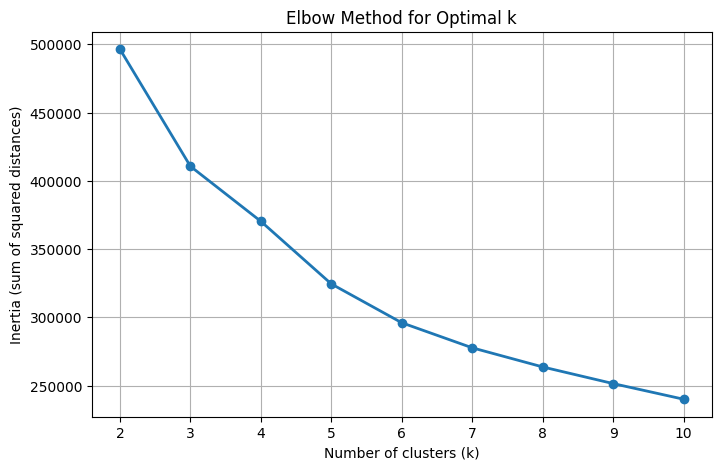 Elbow Method for Optimal k
Inertia (sum of squared distances)
500000
450000
400000
350000
300000
250000
2 3 4 5 6 7 8 9 10
Number of clusters (k)